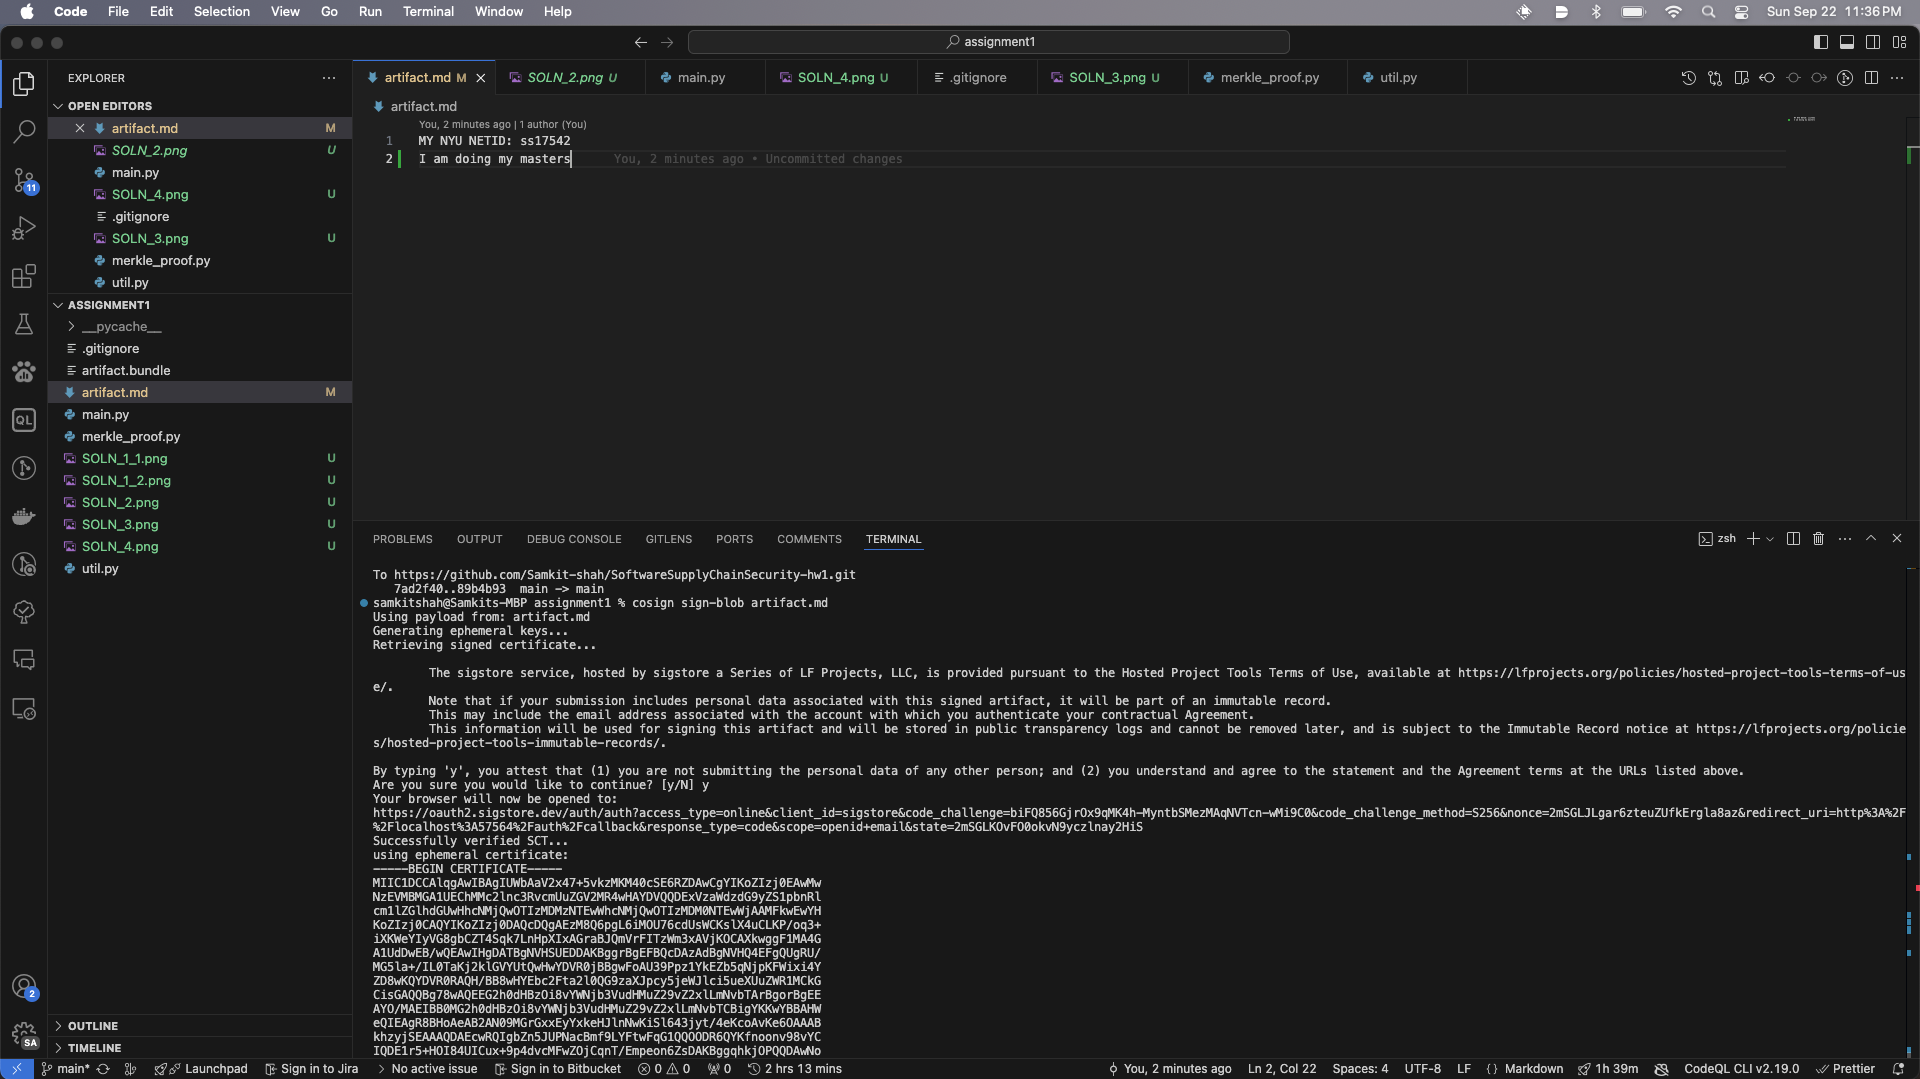 Code File Edit Selection View Go Run Terminal Window Help Sun Sep 22 11:36 PM
assignment1
EXPLORER
artifact.md M SOLN_2.png U main.py SOLN_4.png U .gitignore SOLN_3.png U merkle_proof.py util.py
OPEN EDITORS
artifact.md M
SOLN_2.png U
main.py
SOLN_4.png U
.gitignore
SOLN_3.png U
merkle_proof.py
util.py
ASSIGNMENT1
__pycache__
.gitignore
artifact.bundle
artifact.md M
main.py
merkle_proof.py
SOLN_1_1.png U
SOLN_1_2.png U
SOLN_2.png U
SOLN_3.png U
SOLN_4.png U
util.py
OUTLINE
TIMELINE
11
QL
2
SA
artifact.md
You, 2 minutes ago | 1 author (You)
1 MY NYU NETID: ss17542
2 I am doing my masters You, 2 minutes ago • Uncommitted changes
PROBLEMS OUTPUT DEBUG CONSOLE GITLENS PORTS COMMENTS TERMINAL zsh
To https://github.com/Samkit-shah/SoftwareSupplyChainSecurity-hw1.git
7ad2f40..89b4b93 main -> main
samkitshah@Samkits-MBP assignment1 % cosign sign-blob artifact.md
Using payload from: artifact.md
Generating ephemeral keys...
Retrieving signed certificate...
The sigstore service, hosted by sigstore a Series of LF Projects, LLC, is provided pursuant to the Hosted Project Tools Terms of Use, available at https://lfprojects.org/policies/hosted-project-tools-terms-of-us
e/.
Note that if your submission includes personal data associated with this signed artifact, it will be part of an immutable record.
This may include the email address associated with the account with which you authenticate your contractual Agreement.
This information will be used for signing this artifact and will be stored in public transparency logs and cannot be removed later, and is subject to the Immutable Record notice at https://lfprojects.org/policie
s/hosted-project-tools-immutable-records/.
By typing 'y', you attest that (1) you are not submitting the personal data of any other person; and (2) you understand and agree to the statement and the Agreement terms at the URLs listed above.
Are you sure you would like to continue? [y/N] y
Your browser will now be opened to:
https://oauth2.sigstore.dev/auth/auth?access_type=online&client_id=sigstore&code_challenge=biFQ856GjrOx9qMK4h-MyntbSMezMAqNVTcn-wMi9C0&code_challenge_method=S256&nonce=2mSGLJLgar6zteuZUfkErgla8az&redirect_uri=http%3A%2F
%2Flocalhost%3A57564%2Fauth%2Fcallback&response_type=code&scope=openid+email&state=2mSGLKOvFO0okvN9yczlnay2HiS
Successfully verified SCT...
using ephemeral certificate:
-----BEGIN CERTIFICATE-----
MIIC1DCCAlqgAwIBAgIUWbAaV2x47+5vkzMKM40cSE6RZDAwCgYIKoZIzj0EAwMw
NzEVMBMGA1UEChMMc2lnc3RvcmUuZGV2MR4wHAYDVQQDExVzaWdzdG9yZS1pbnRl
cm1lZGlhdGUwHhcNMjQwOTIzMDMzNTEwWhcNMjQwOTIzMDM0NTEwWjAAMFkwEwYH
KoZIzj0CAQYIKoZIzj0DAQcDQgAEzM8Q6pgL6iMOU76cdUsWCKslX4uCLKP/oq3+
iXKWeYIyVG8gbCZT4Sqk7LnHpXIxAGraBJQmVrFITzWm3xAVjKOCAXkwggF1MA4G
A1UdDwEB/wQEAwIHgDATBgNVHSUEDDAKBggrBgEFBQcDAzAdBgNVHQ4EFgQUgRU/
MG5la+/IL0TaKj2klGVYUtQwHwYDVR0jBBgwFoAU39Ppz1YkEZb5qNjpKFWixi4Y
ZD8wKQYDVR0RAQH/BB8wHYEbc2Fta2l0QG9zaXJpcy5jeWJlci5ueXUuZWR1MCkG
CisGAQQBg78wAQEEG2h0dHBzOi8vYWNjb3VudHMuZ29vZ2xlLmNvbTArBgorBgEE
AYO/MAEIBB0MG2h0dHBzOi8vYWNjb3VudHMuZ29vZ2xlLmNvbTCBigYKKwYBBAHW
eQIEAgR8BHoAeAB2AN09MGrGxxEyYxkeHJlnNwKiSl643jyt/4eKcoAvKe6OAAAB
khzyjSEAAAQDAEcwRQIgbZn5JUPNacBmf9LYFtwFqG1QQOODR6QYKfnoonv98vYC
IQDE1r5+HOI84UICux+9p4dvcMFwZOjCqnT/Empeon6ZsDAKBggqhkjOPQQDAwNo
main* Launchpad Sign in to Jira No active issue Sign in to Bitbucket 0 0 0 2 hrs 13 mins You, 2 minutes ago Ln 2, Col 22 Spaces: 4 UTF-8 LF {} Markdown 1h 39m CodeQL CLI v2.19.0 Prettier